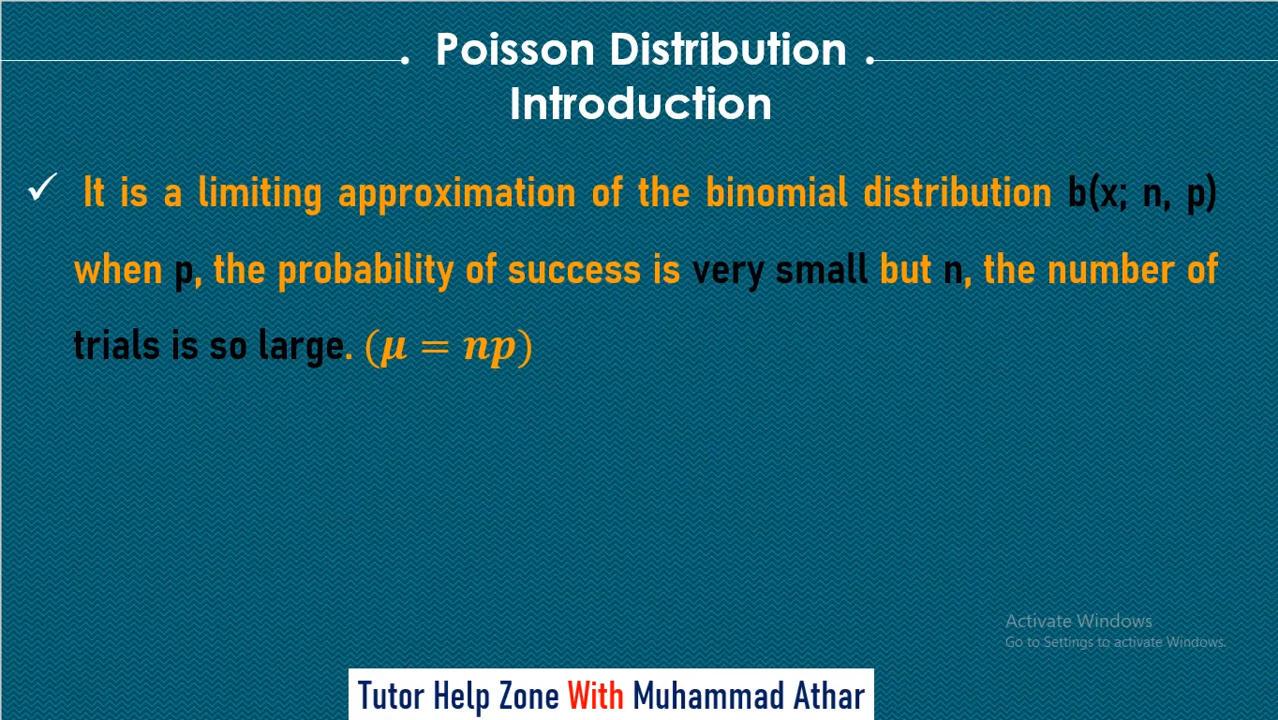 . Poisson Distribution .
Introduction
✓ It is a limiting approximation of the binomial distribution b(x; n, p)
when p, the probability of success is very small but n, the number of
trials is so large. (𝝁 = 𝒏𝒑)
Activate Windows
Go to Settings to activate Windows.
Tutor Help Zone With Muhammad Athar